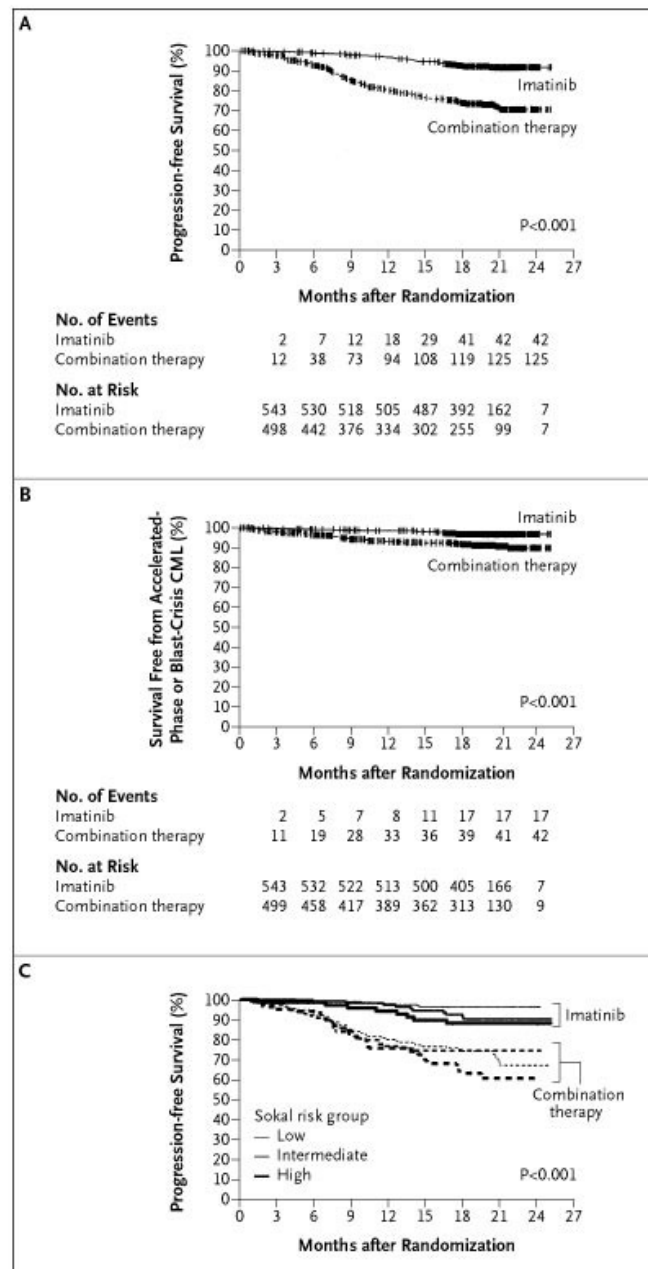 A
Progression-free Survival (%)
100
90
80
70
60
50
40
30
20
10
0
Imatinib
Combination therapy
P<0.001
0 3 6 9 12 15 18 21 24 27
Months after Randomization
No. of Events
Imatinib 2 7 12 18 29 41 42 42
Combination therapy 12 38 73 94 108 119 125 125
No. at Risk
Imatinib 543 530 518 505 487 392 162 7
Combination therapy 498 442 376 334 302 255 99 7
B
Survival Free from Accelerated-
Phase or Blast-Crisis CML (%)
100
90
80
70
60
50
40
30
20
10
0
Imatinib
Combination therapy
P<0.001
0 3 6 9 12 15 18 21 24 27
Months after Randomization
No. of Events
Imatinib 2 5 7 8 11 17 17 17
Combination therapy 11 19 28 33 36 39 41 42
No. at Risk
Imatinib 543 532 522 513 500 405 166 7
Combination therapy 499 458 417 389 362 313 130 9
C
Progression-free Survival (%)
100
90
80
70
60
50
40
30
20
10
0
Imatinib
Combination
therapy
Sokal risk group
Low
Intermediate
High
P<0.001
0 3 6 9 12 15 18 21 24 27
Months after Randomization